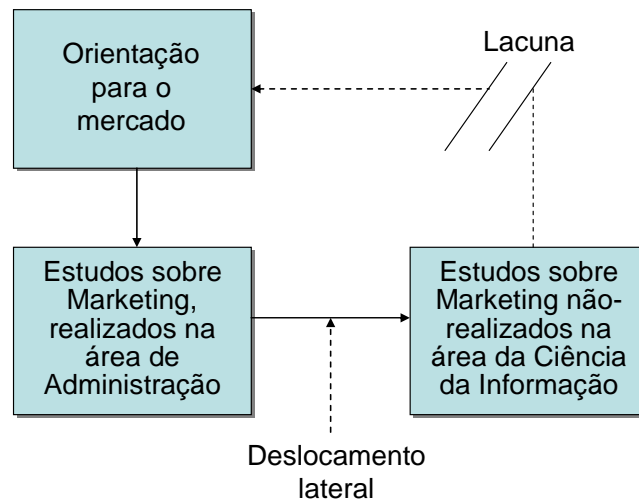 Orientação
para o
mercado
Lacuna
Estudos sobre
Marketing,
realizados na
área de
Administração
Estudos sobre
Marketing não-
realizados na
área da Ciência
da Informação
Deslocamento
lateral